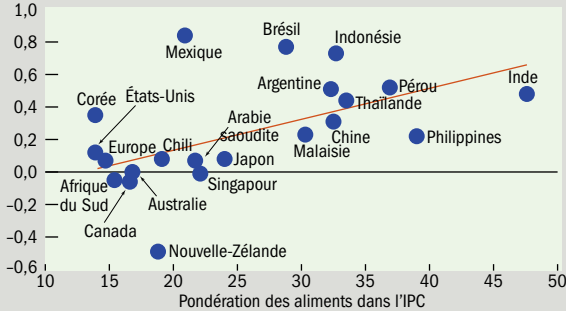 1,0
0,8
0,6
0,4
0,2
0,0
–0,2
–0,4
–0,6
Mexique
Brésil
Indonésie
Argentine
Pérou
Inde
Thaïlande
Corée
États-Unis
Arabie
saoudite
Europe
Chili
Japon
Malaisie
Chine
Philippines
Singapour
Afrique
du Sud
Australie
Canada
Nouvelle-Zélande
10 15 20 25 30 35 40 45 50
Pondération des aliments dans l'IPC